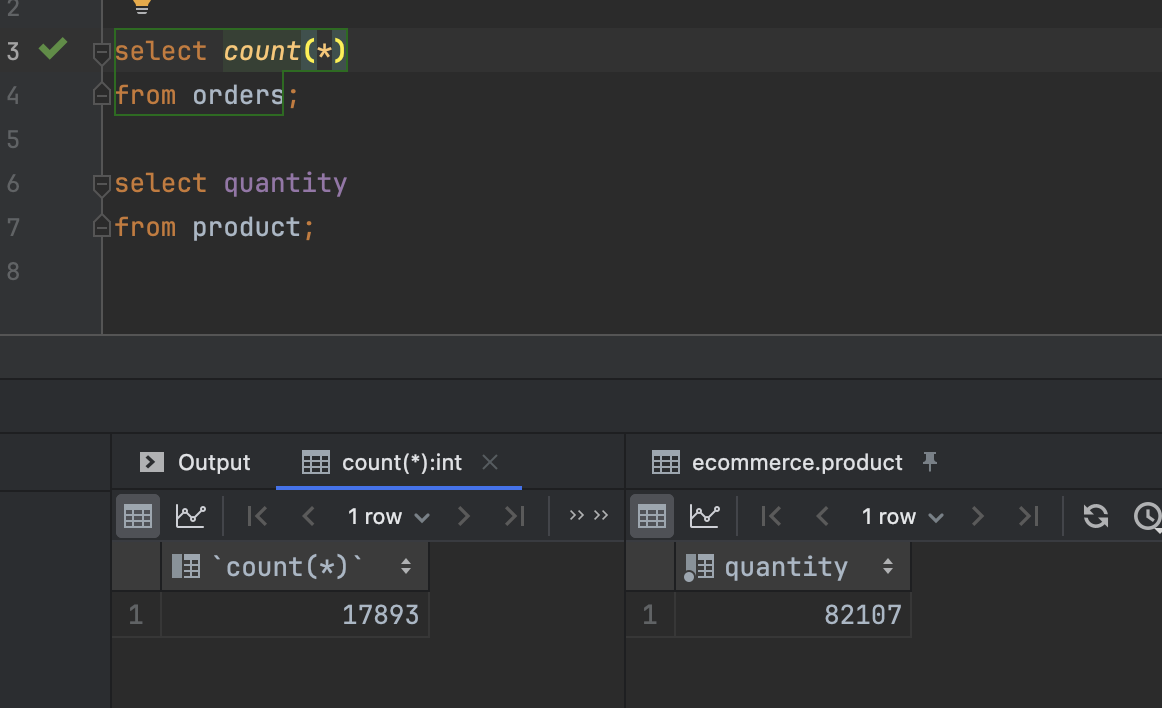 2
3 select count(*)
4 from orders;
5
6 select quantity
7 from product;
8
Output count(*):int ecommerce.product
1 row 1 row
`count(*)` quantity
1 17893 1 82107